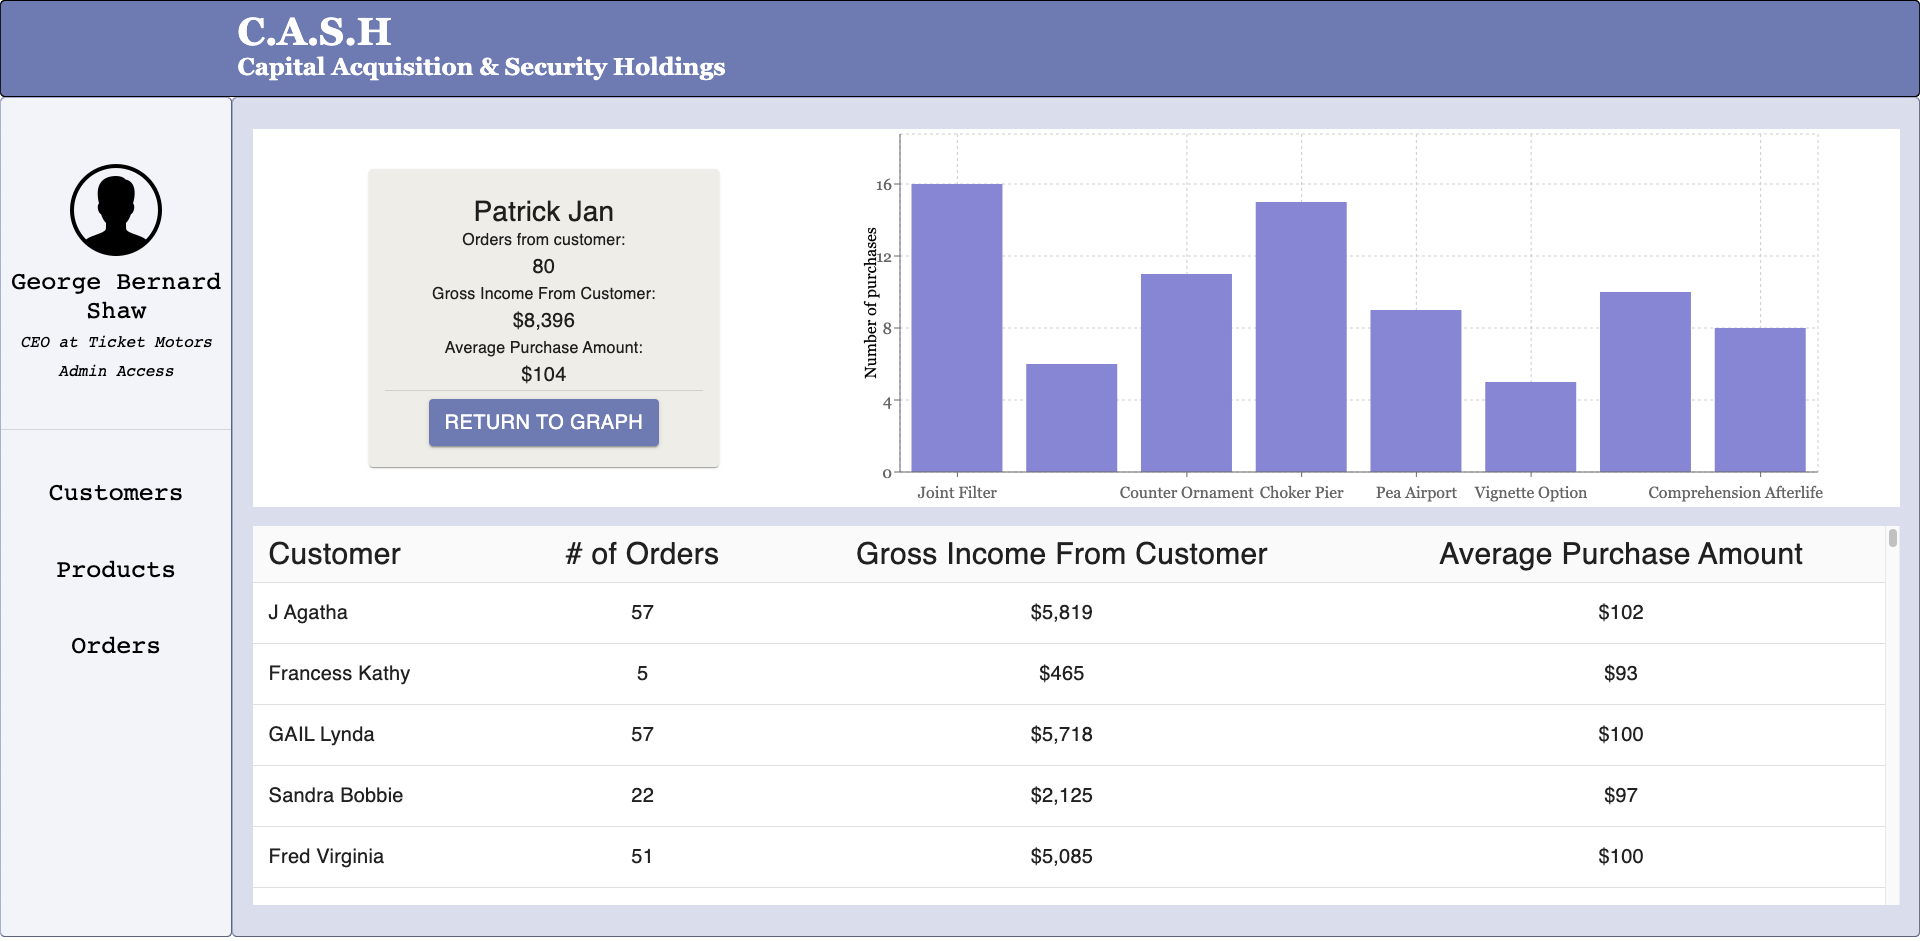 C.A.S.H
Capital Acquisition & Security Holdings
George Bernard
Shaw
CEO at Ticket Motors
Admin Access
Customers
Products
Orders
Patrick Jan
Orders from customer:
80
Gross Income From Customer:
$8,396
Average Purchase Amount:
$104
RETURN TO GRAPH
Number of purchases
16
12
8
4
0
Joint Filter Counter Ornament Choker Pier Pea Airport Vignette Option Comprehension Afterlife
Customer # of Orders Gross Income From Customer Average Purchase Amount
J Agatha 57 $5,819 $102
Francess Kathy 5 $465 $93
GAIL Lynda 57 $5,718 $100
Sandra Bobbie 22 $2,125 $97
Fred Virginia 51 $5,085 $100